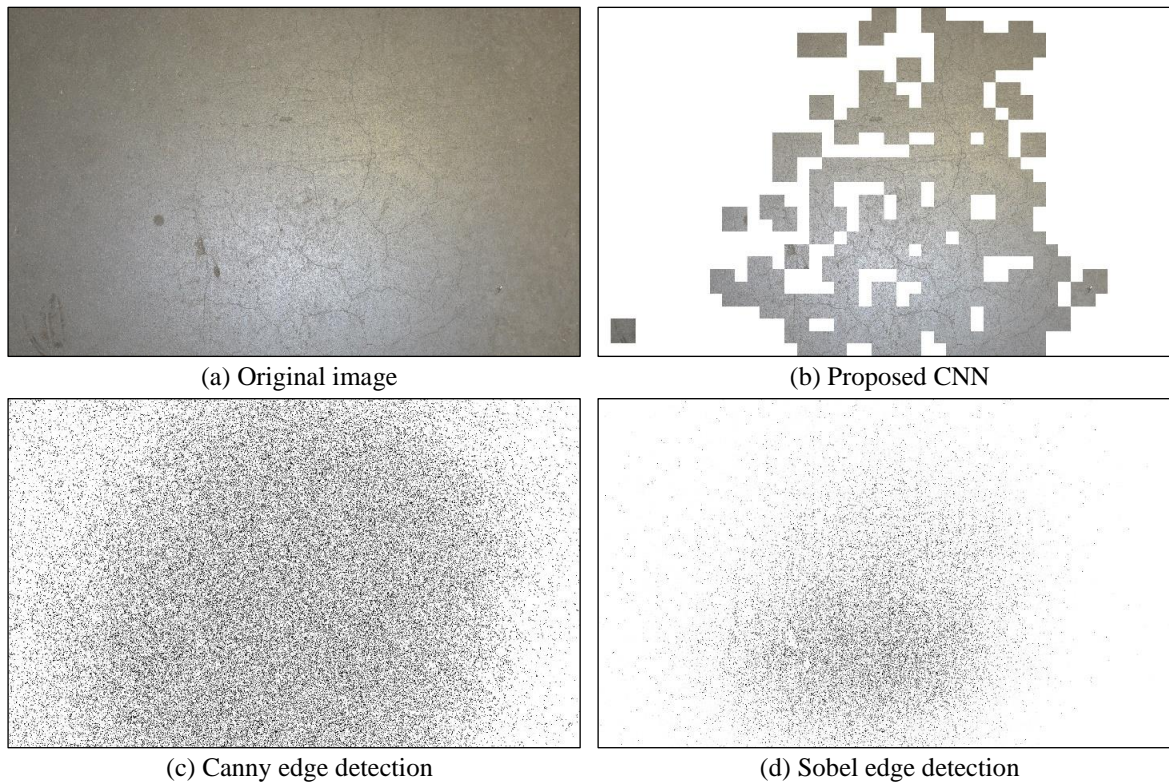 (a) Original image
(b) Proposed CNN
(c) Canny edge detection
(d) Sobel edge detection